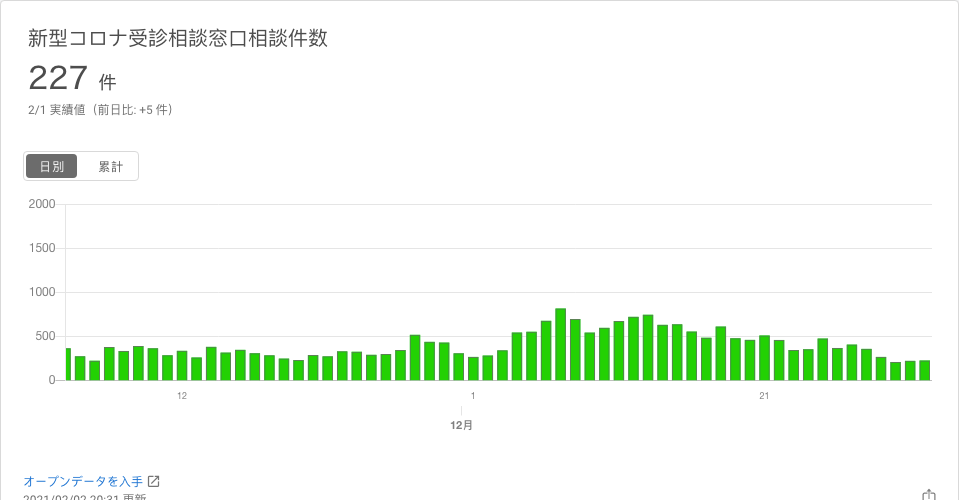 新型コロナ受診相談窓口相談件数
227 件
2/1 実績値（前日比: +5 件）
日別 累計
2000
1500
1000
500
0
12 1 21
12月
オープンデータを入手
2021/02/02 20:31 更新